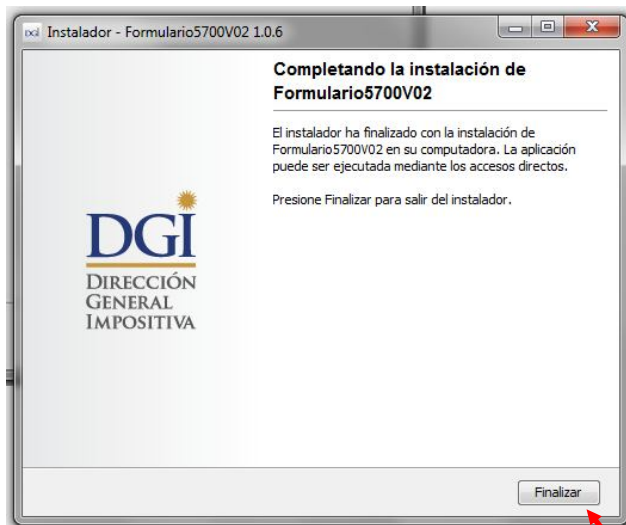 Instalador - Formulario5700V02 1.0.6
Completando la instalación de
Formulario5700V02
El instalador ha finalizado con la instalación de
Formulario5700V02 en su computadora. La aplicación
puede ser ejecutada mediante los accesos directos.
Presione Finalizar para salir del instalador.
DGI
DIRECCIÓN
GENERAL
IMPOSITIVA
Finalizar